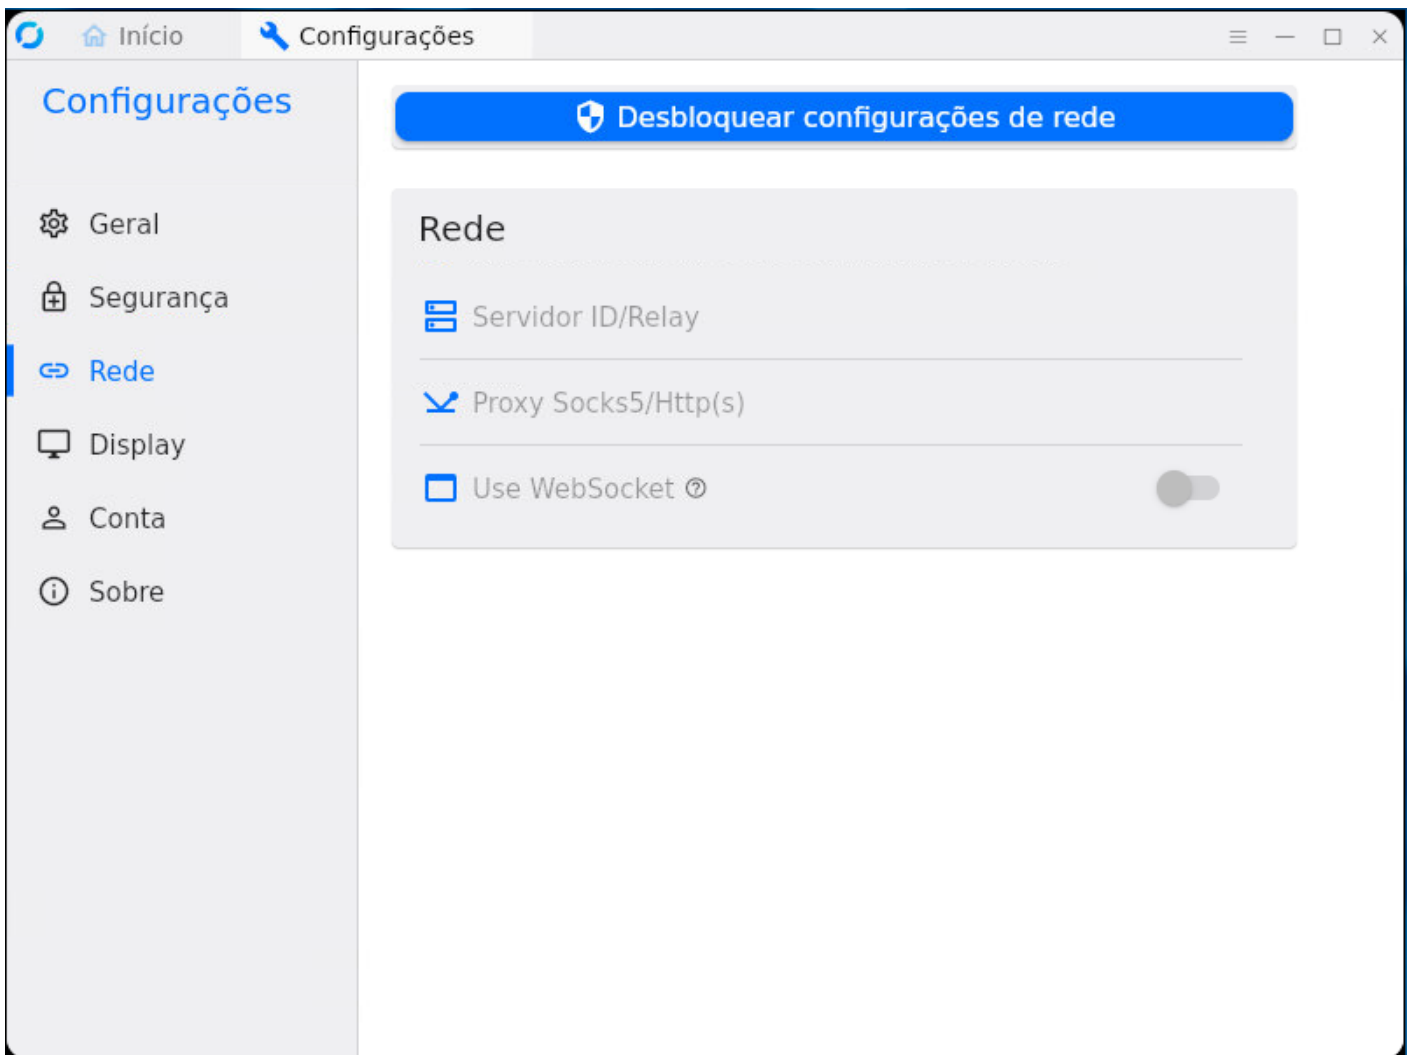 Início
Configurações
Configurações
Geral
Segurança
Rede
Display
Conta
Sobre
Desbloquear configurações de rede
Rede
Servidor ID/Relay
Proxy Socks5/Http(s)
Use WebSocket